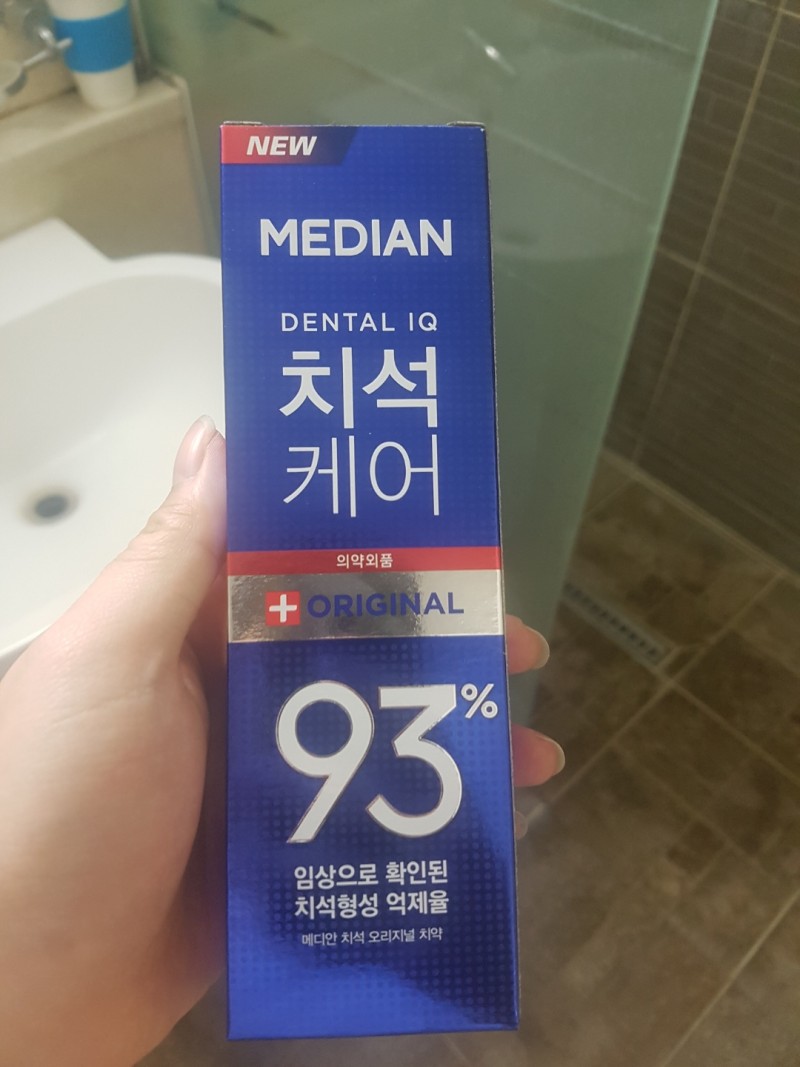 NEW
MEDIAN
DENTAL IQ
치석
케어
의약외품
ORIGINAL
93%
임상으로 확인된
치석형성 억제율
메디안 치석 오리지널 치약